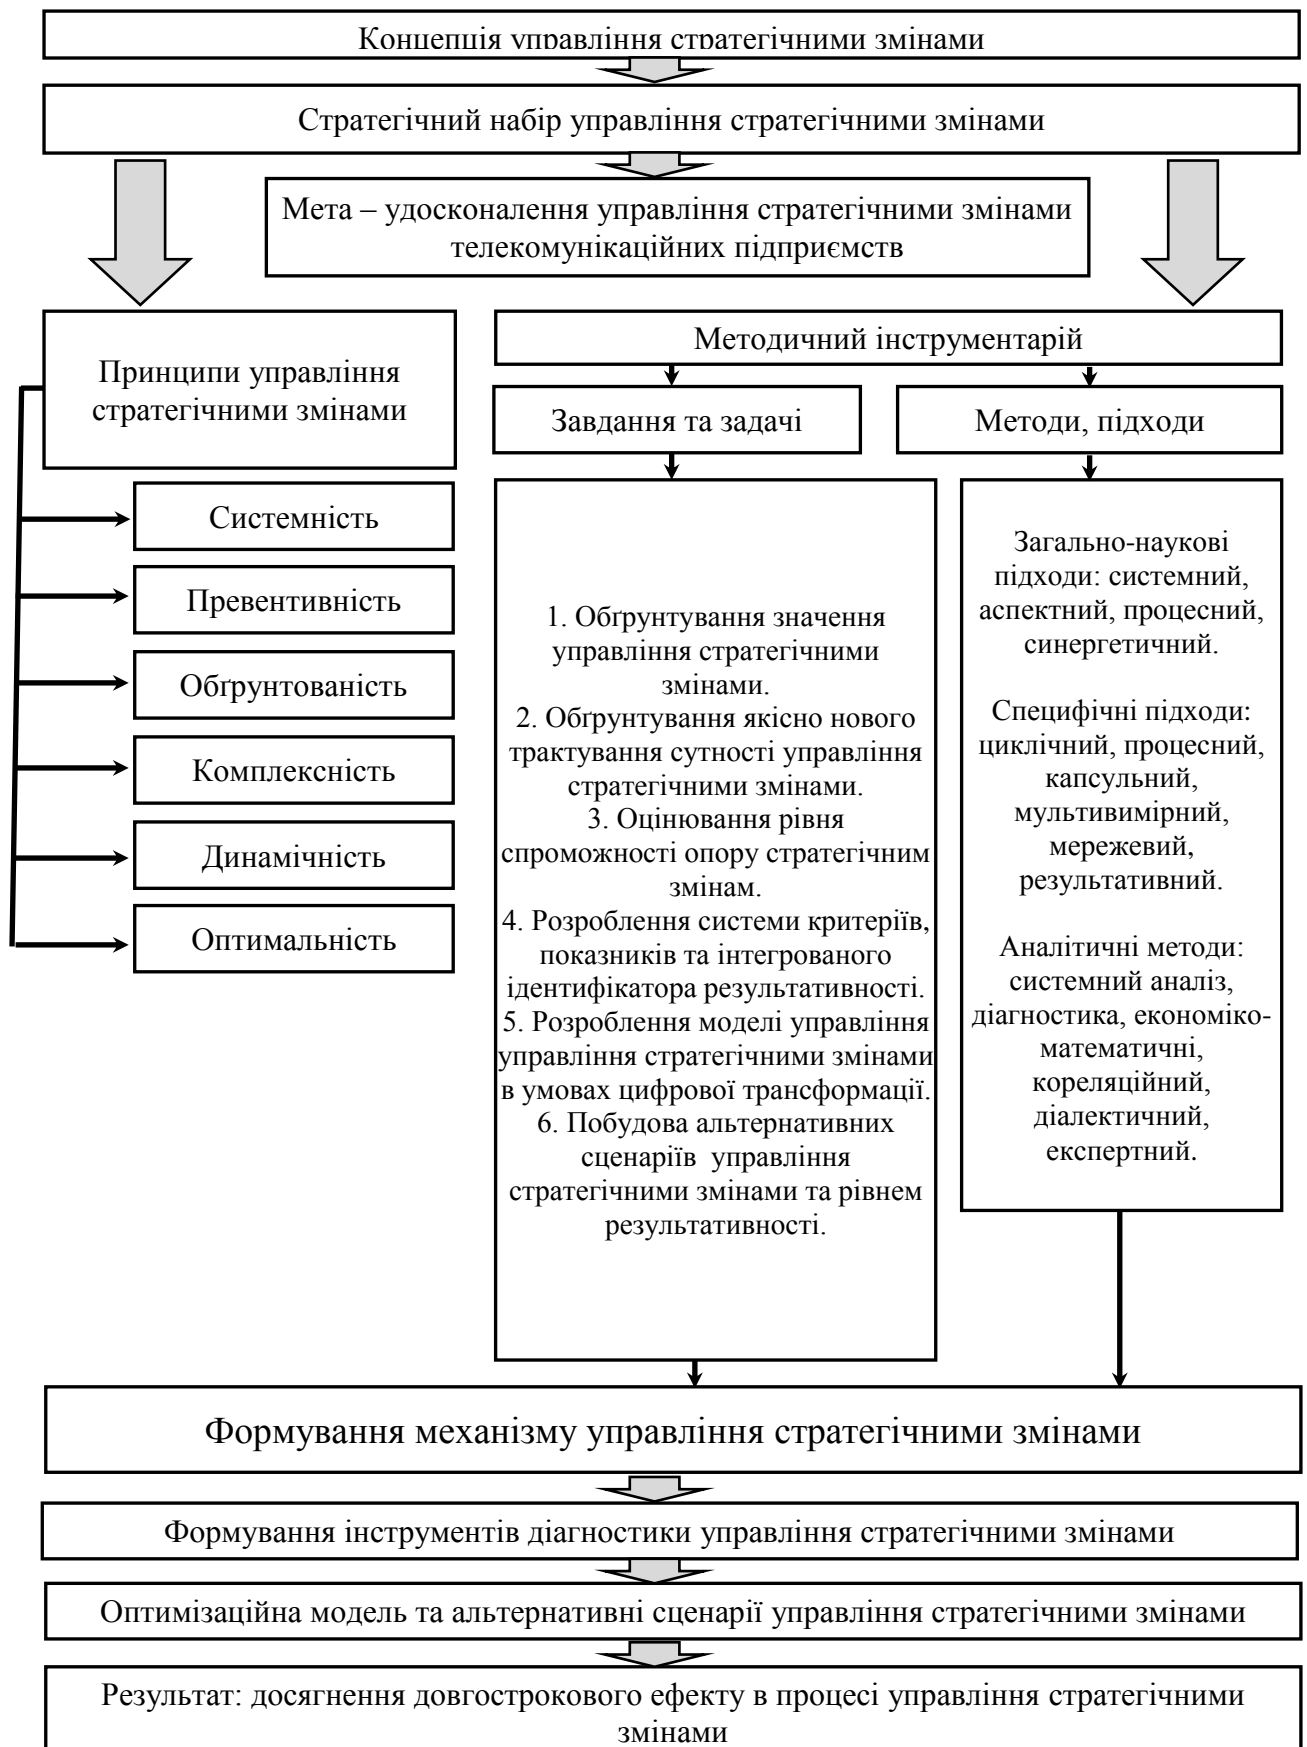 Концепція управління стратегічними змінами
Стратегічний набір управління стратегічними змінами
Мета – удосконалення управління стратегічними змінами
телекомунікаційних підприємств
Принципи управління
стратегічними змінами
Системність
Превентивність
Обґрунтованість
Комплексність
Динамічність
Оптимальність
Методичний інструментарій
Завдання та задачі
1. Обґрунтування значення
управління стратегічними
змінами.
2. Обґрунтування якісно нового
трактування сутності управління
стратегічними змінами.
3. Оцінювання рівня
спроможності опору стратегічним
змінам.
4. Розроблення системи критеріїв,
показників та інтегрованого
ідентифікатора результативності.
5. Розроблення моделі управління
управління стратегічними змінами
в умовах цифрової трансформації.
6. Побудова альтернативних
сценаріїв управління
стратегічними змінами та рівнем
результативності.
Методи, підходи
Загально-наукові
підходи: системний,
аспектний, процесний,
синергетичний.
Специфічні підходи:
циклічний, процесний,
капсульний,
мультивимірний,
мережевий,
результативний.
Аналітичні методи:
системний аналіз,
діагностика, економіко-
математичні,
кореляційний,
діалектичний,
експертний.
Формування механізму управління стратегічними змінами
Формування інструментів діагностики управління стратегічними змінами
Оптимізаційна модель та альтернативні сценарії управління стратегічними змінами
Результат: досягнення довгострокового ефекту в процесі управління стратегічними
змінами